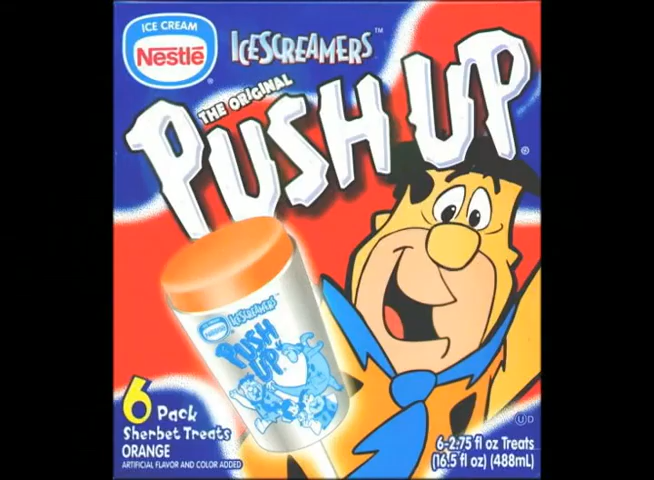 ICE CREAM
Nestlé
ICESCREAMERS™
THE ORIGINAL
PUSH UP®
Nestlé
ICESCREAMERS
PUSH
UP
6 Pack
Sherbet Treats
ORANGE
ARTIFICIAL FLAVOR AND COLOR ADDED
U D
6-2.75 fl oz Treats
(16.5 fl oz) (488mL)